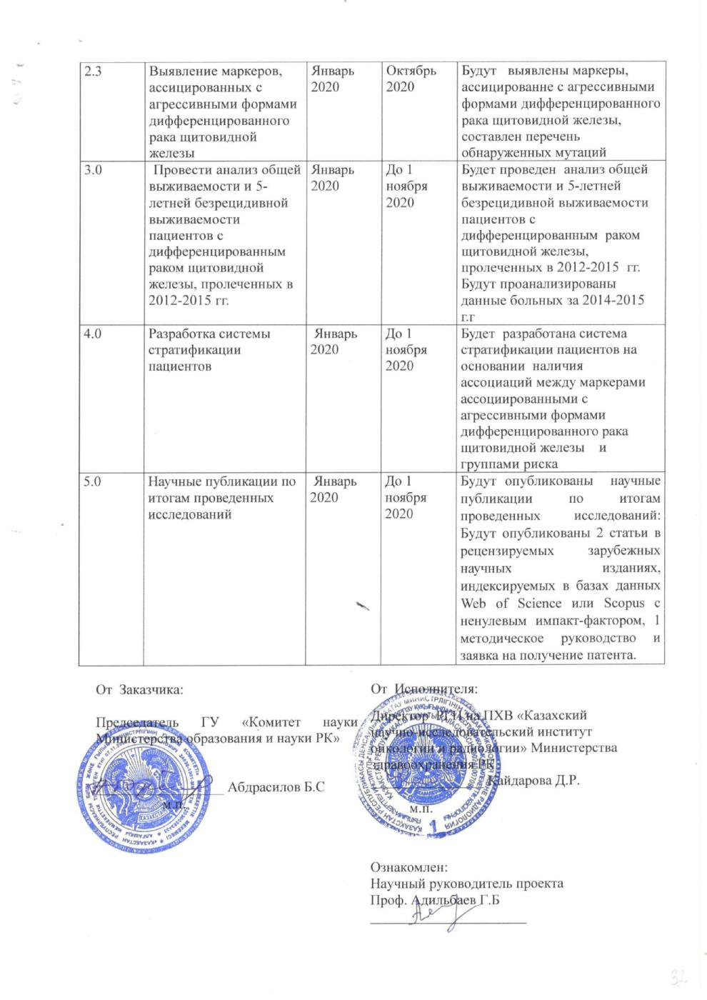 2.3
Выявление маркеров,
ассицированных с
агрессивными формами
дифференцированного
рака щитовидной
железы
Январь
2020
Октябрь
2020
Будут выявлены маркеры,
ассицированне с агрессивными
формами дифференцированного
рака щитовидной железы,
составлен перечень
обнаруженных мутаций
3.0
Провести анализ общей
выживаемости и 5-
летней безрецидивной
выживаемости
пациентов с
дифференцированным
раком щитовидной
железы, пролеченных в
2012-2015 гг.
Январь
2020
До 1
ноября
2020
Будет проведен анализ общей
выживаемости и 5-летней
безрецидивной выживаемости
пациентов с
дифференцированным раком
щитовидной железы,
пролеченных в 2012-2015 гг.
Будут проанализированы
данные больных за 2014-2015
г.г
4.0
Разработка системы
стратификации
пациентов
Январь
2020
До 1
ноября
2020
Будет разработана система
стратификации пациентов на
основании наличия
ассоциаций между маркерами
ассоциированными с
агрессивными формами
дифференцированного рака
щитовидной железы и
группами риска
5.0
Научные публикации по
итогам проведенных
исследований
Январь
2020
До 1
ноября
2020
Будут опубликованы научные
публикации по итогам
проведенных исследований:
Будут опубликованы 2 статьи в
рецензируемых зарубежных
научных изданиях,
индексируемых в базах данных
Web of Science или Scopus с
ненулевым импакт-фактором, 1
методическое руководство и
заявка на получение патента.
От Заказчика:
Председатель ГУ «Комитет науки
Министерства образования и науки РК»
Абдрасилов Б.С
м.п.
От Исполнителя:
Директор РГП на ПХВ «Казахский
научно-исследовательский институт
онкологии и радиологии» Министерства
здравоохранения РК
Кайдарова Д.Р.
м.п.
1
Ознакомлен:
Научный руководитель проекта
Проф. Адильбаев Г.Б
32